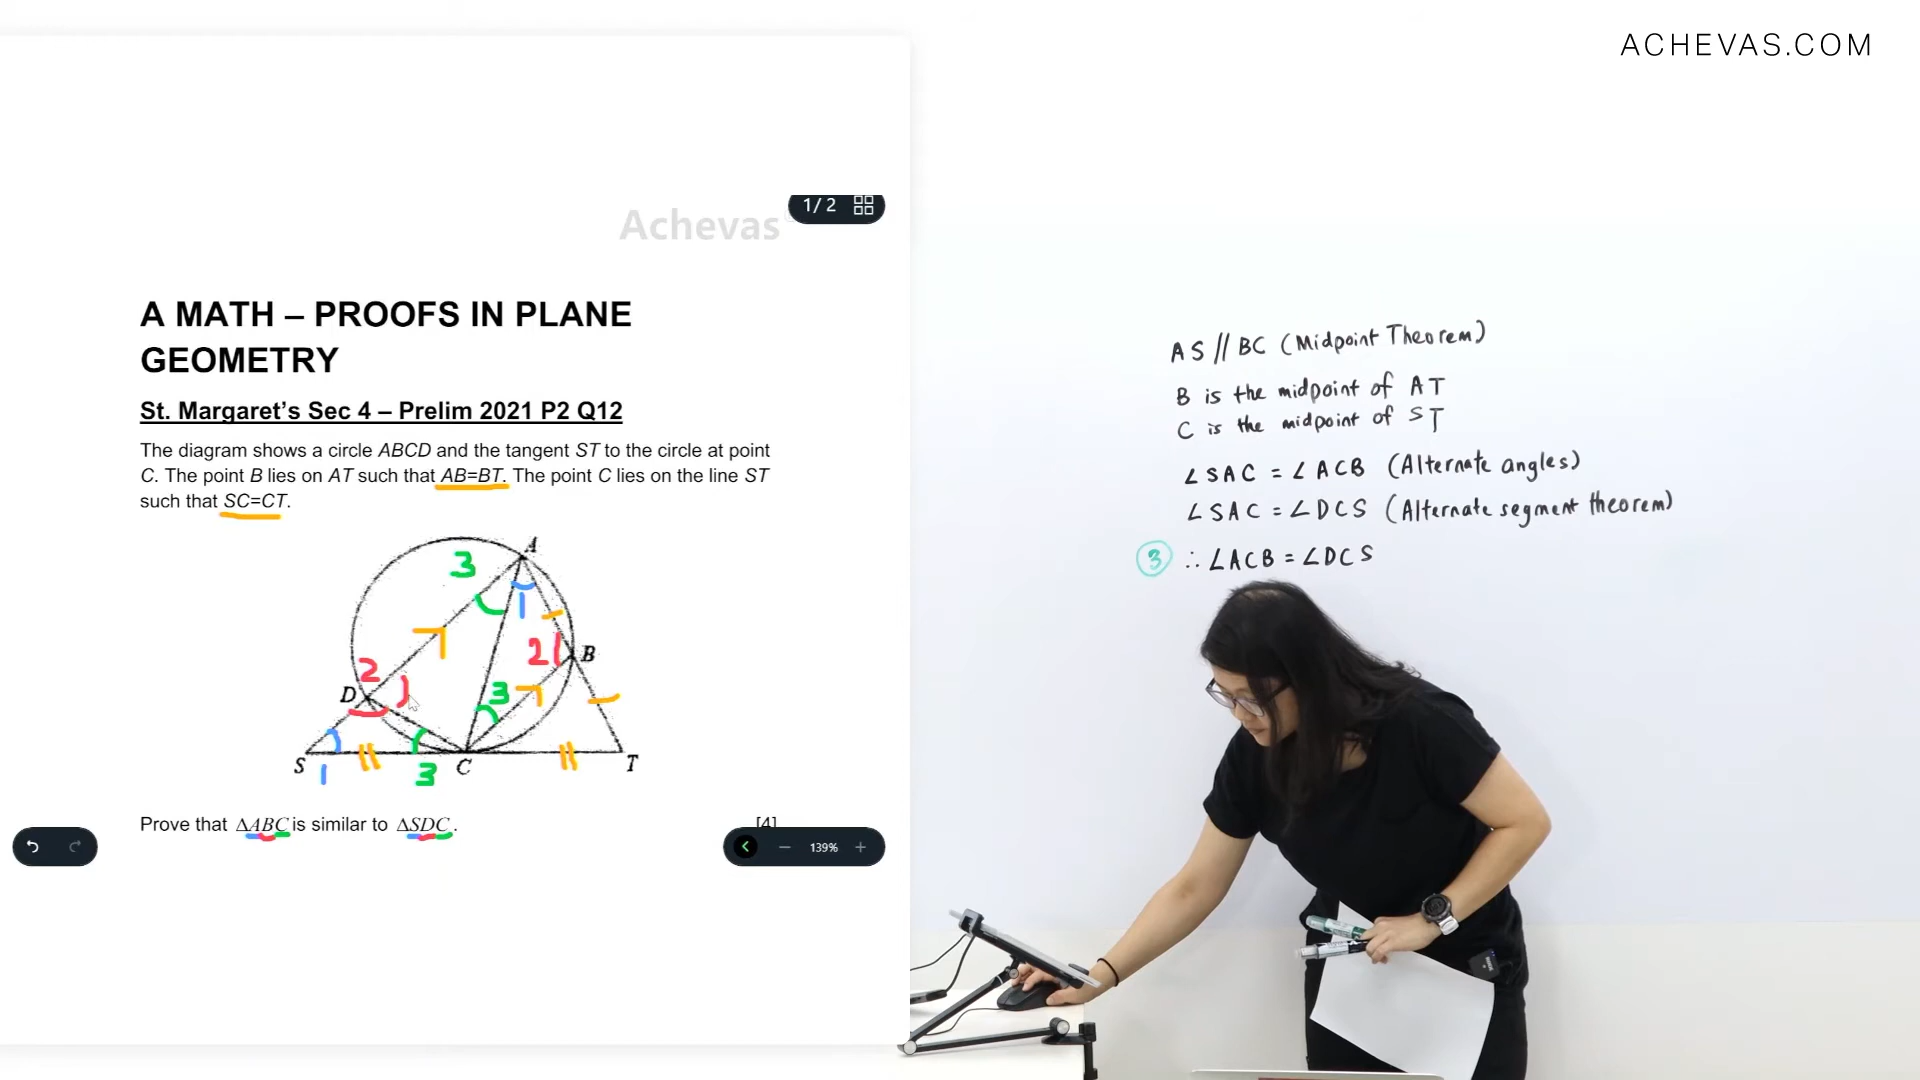 ACHEVAS.COM
Achevas
1/2
A MATH – PROOFS IN PLANE
GEOMETRY
St. Margaret's Sec 4 – Prelim 2021 P2 Q12
The diagram shows a circle ABCD and the tangent ST to the circle at point
C. The point B lies on AT such that AB=BT. The point C lies on the line ST
such that SC=CT.
A
3
1
2
B
2
D
3
S
1
3
C
T
Prove that ΔABC is similar to ΔSDC.
[4]
139%
AS // BC (Midpoint Theorem)
B is the midpoint of AT
C is the midpoint of ST
∠SAC = ∠ACB (Alternate angles)
∠SAC = ∠DCS (Alternate segment theorem)
3 ∴ ∠ACB = ∠DCS